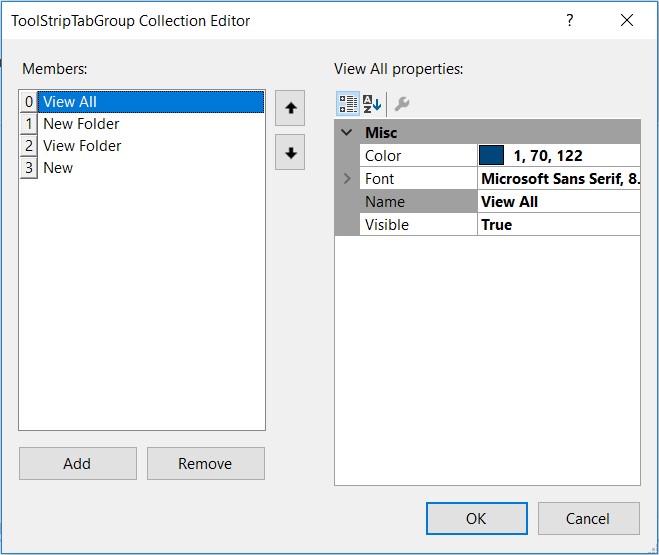 ToolStripTabGroup Collection Editor
?
Members:
View All properties:
0 View All
1 New Folder
2 View Folder
3 New
A Z
Misc
Color 1, 70, 122
Font Microsoft Sans Serif, 8.
Name View All
Visible True
Add Remove
OK Cancel